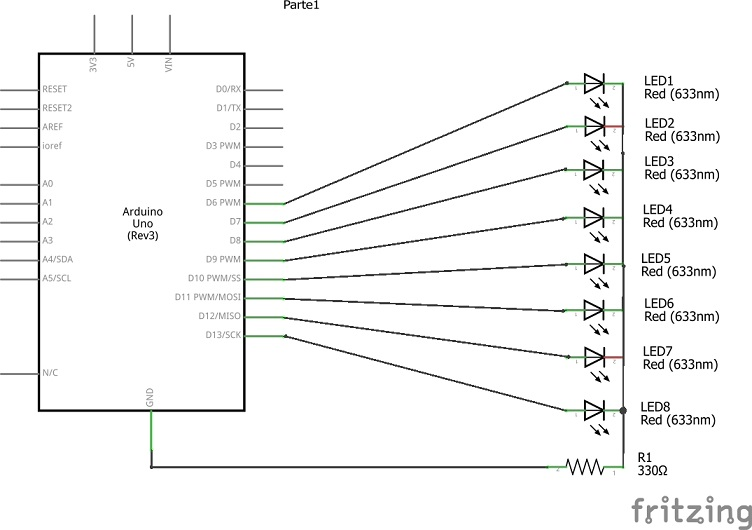 Parte1
3V3
5V
VIN
RESET
RESET2
AREF
ioref
A0
A1
A2
A3
A4/SDA
A5/SCL
N/C
Arduino
Uno
(Rev3)
GND
D0/RX
D1/TX
D2
D3 PWM
D4
D5 PWM
D6 PWM
D7
D8
D9 PWM
D10 PWM/SS
D11 PWM/MOSI
D12/MISO
D13/SCK
LED1
Red (633nm)
LED2
Red (633nm)
LED3
Red (633nm)
LED4
Red (633nm)
LED5
Red (633nm)
LED6
Red (633nm)
LED7
Red (633nm)
LED8
Red (633nm)
R1
330Ω
fritzing